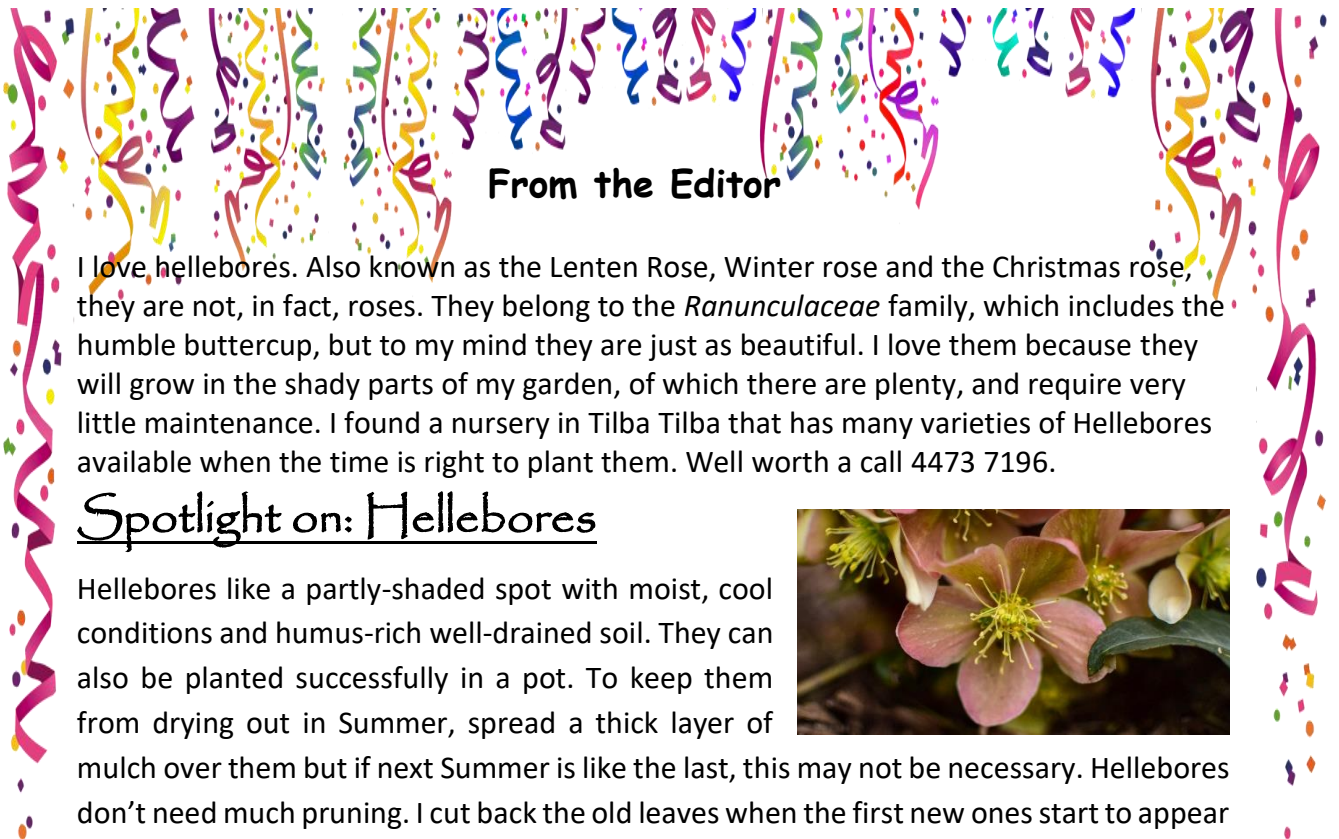 From the Editor
I love hellebores. Also known as the Lenten Rose, Winter rose and the Christmas rose,
they are not, in fact, roses. They belong to the Ranunculaceae family, which includes the
humble buttercup, but to my mind they are just as beautiful. I love them because they
will grow in the shady parts of my garden, of which there are plenty, and require very
little maintenance. I found a nursery in Tilba Tilba that has many varieties of Hellebores
available when the time is right to plant them. Well worth a call 4473 7196.
Spotlight on: Hellebores
Hellebores like a partly-shaded spot with moist, cool
conditions and humus-rich well-drained soil. They can
also be planted successfully in a pot. To keep them
from drying out in Summer, spread a thick layer of
mulch over them but if next Summer is like the last, this may not be necessary. Hellebores
don’t need much pruning. I cut back the old leaves when the first new ones start to appear